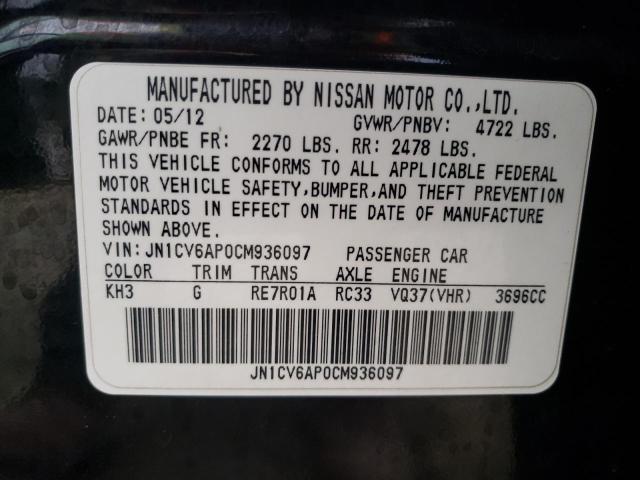 MANUFACTURED BY NISSAN MOTOR CO.,LTD.
DATE: 05/12 GVWR/PNBV: 4722 LBS.
GAWR/PNBE FR: 2270 LBS. RR: 2478 LBS.
THIS VEHICLE CONFORMS TO ALL APPLICABLE FEDERAL
MOTOR VEHICLE SAFETY,BUMPER,AND THEFT PREVENTION
STANDARDS IN EFFECT ON THE DATE OF MANUFACTURE
SHOWN ABOVE.
VIN:JN1CV6AP0CM936097 PASSENGER CAR
COLOR TRIM TRANS AXLE ENGINE
KH3 G RE7R01A RC33 VQ37(VHR) 3696CC
JN1CV6AP0CM936097